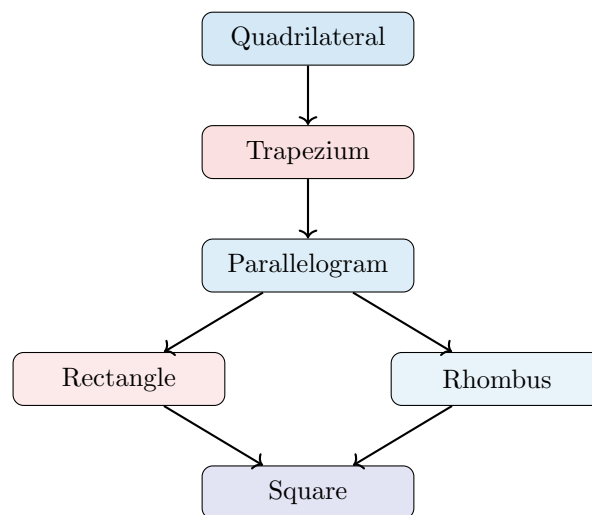 Quadrilateral
Trapezium
Parallelogram
Rectangle
Rhombus
Square